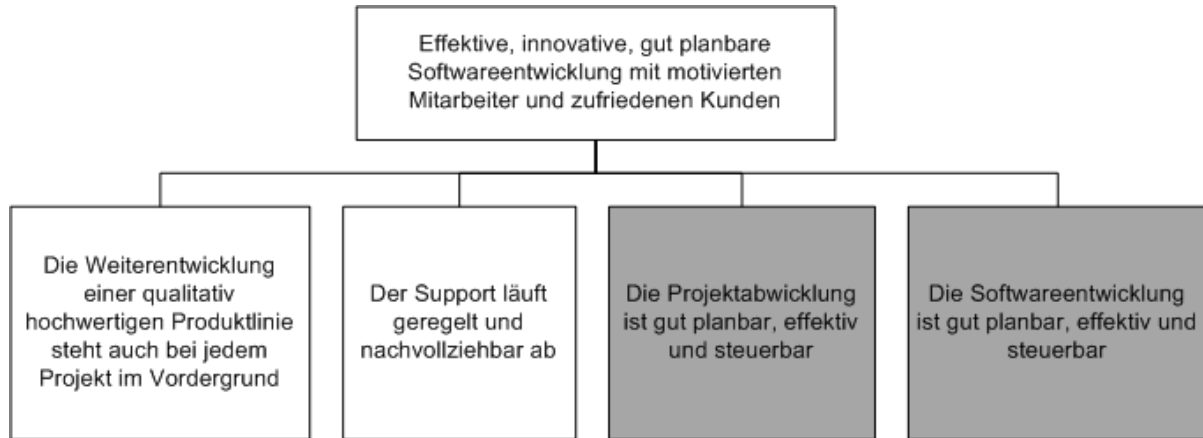 Effektive, innovative, gut planbare
Softwareentwicklung mit motivierten
Mitarbeiter und zufriedenen Kunden
Die Weiterentwicklung
einer qualitativ
hochwertigen Produktlinie
steht auch bei jedem
Projekt im Vordergrund
Der Support läuft
geregelt und
nachvollziehbar ab
Die Projektabwicklung
ist gut planbar, effektiv
und steuerbar
Die Softwareentwicklung
ist gut planbar, effektiv und
steuerbar